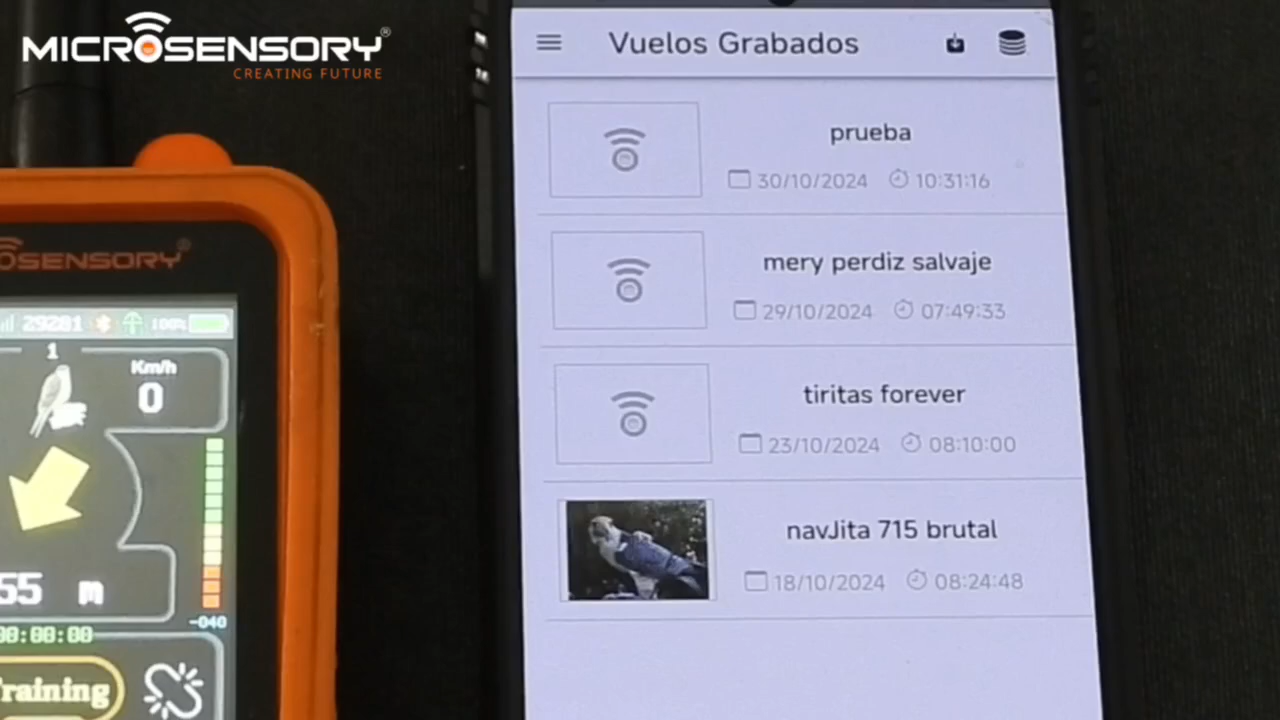 MICROSENSORY®
CREATING FUTURE
OSENSORY®
29281
100%
1
Km/h
0
55 m
-040
00:00:00
Training
Vuelos Grabados
prueba
30/10/2024 10:31:16
mery perdiz salvaje
29/10/2024 07:49:33
tiritas forever
23/10/2024 08:10:00
navJita 715 brutal
18/10/2024 08:24:48